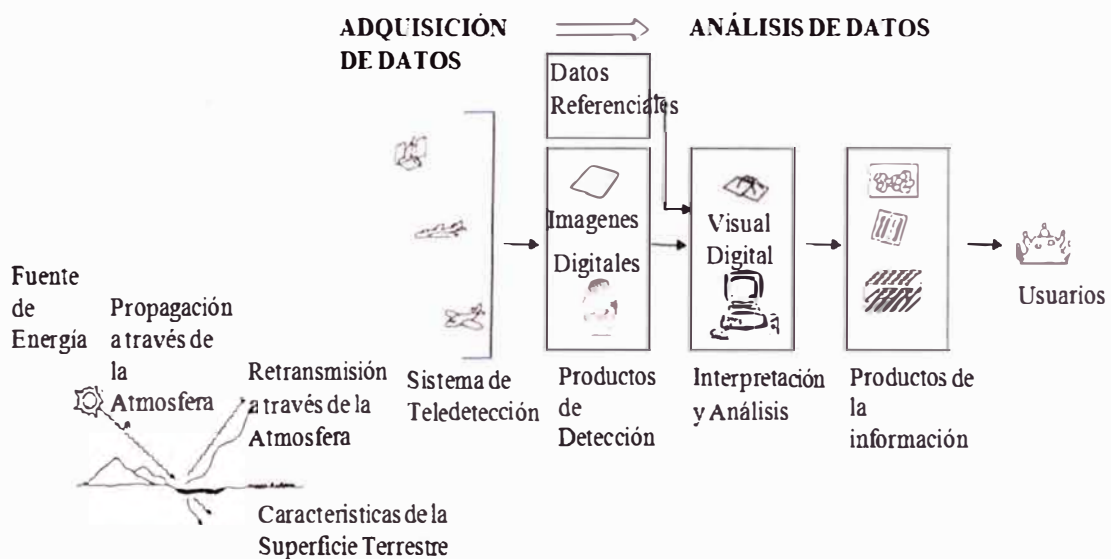 ADQUISICIÓN
DE DATOS
ANÁLISIS DE DATOS
Datos
Referenciales
Imagenes
Digitales
Visual
Digital
Usuarios
Fuente
de
Energía
Propagación
a través de
la
Atmosfera
Retransmisión
a través de la
Atmosfera
Caracteristicas de la
Superficie Terrestre
Sistema de
Teledetección
Productos
de
Detección
Interpretación
y Análisis
Productos de
la
información